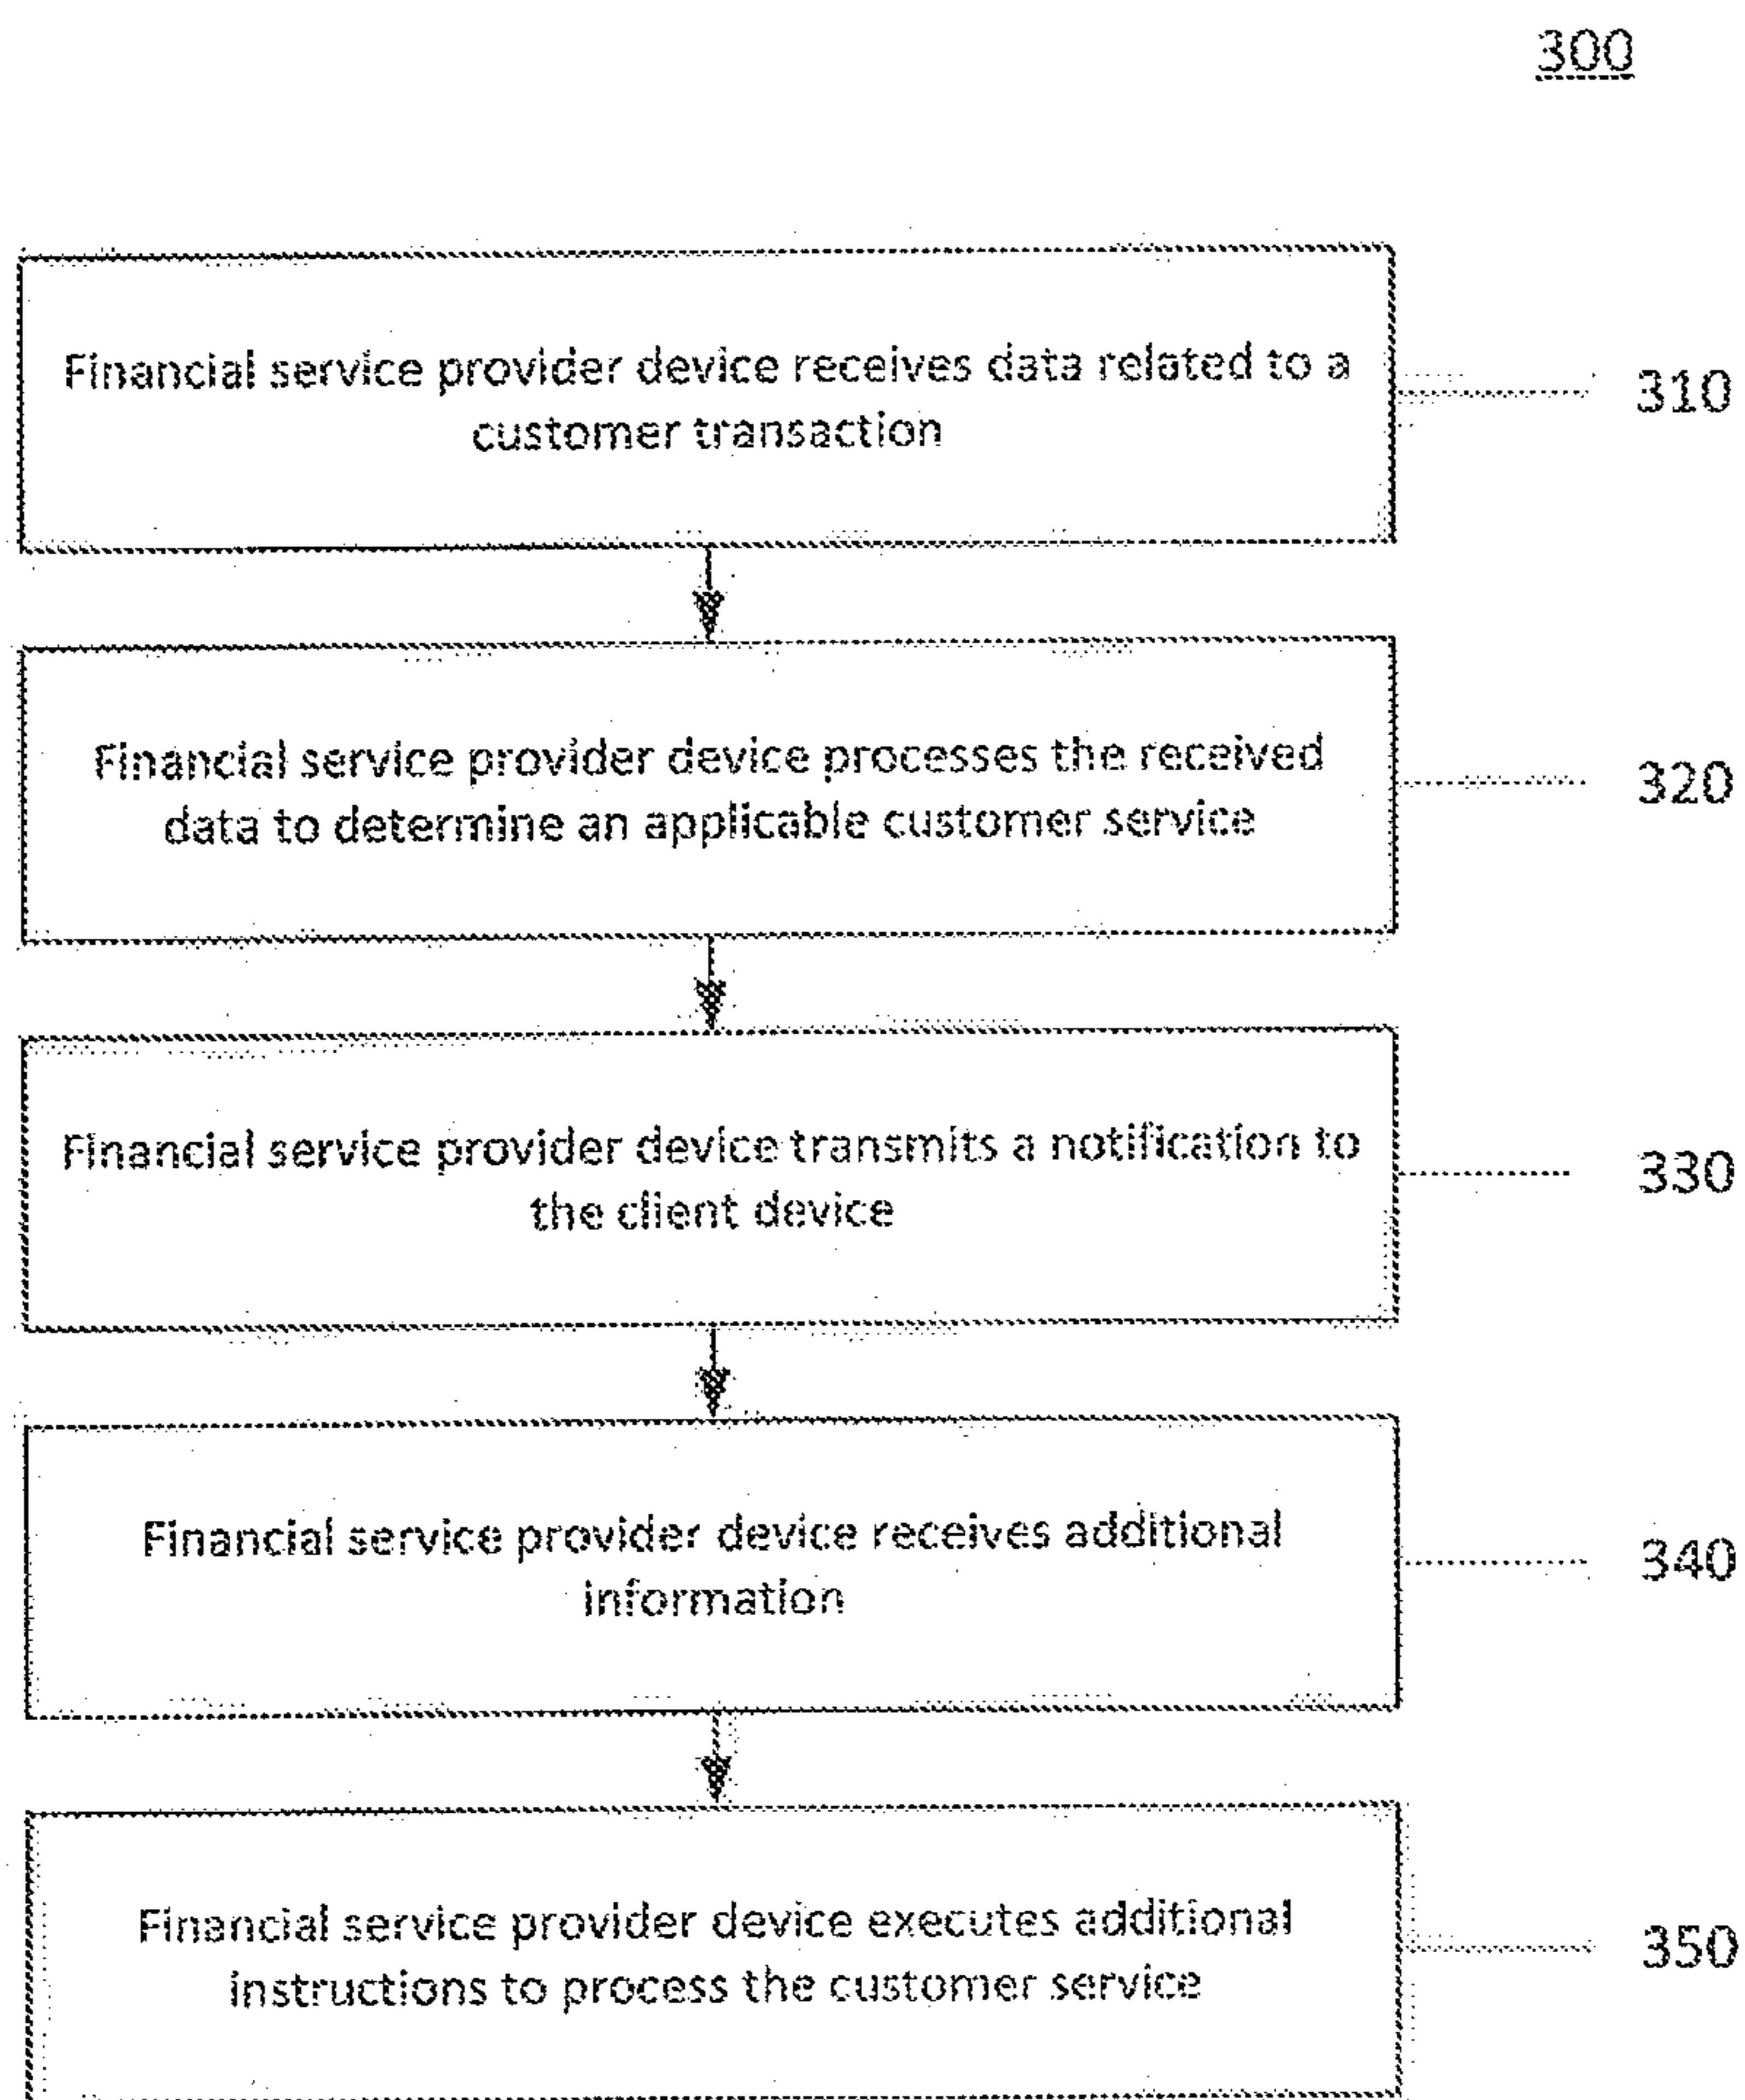 300
Financial service provider device receives data related to a
customer transaction
310
Financial service provider device processes the received
data to determine an applicable customer service
320
Financial service provider device transmits a notification to
the client device
330
Financial service provider device receives additional
information
340
Financial service provider device executes additional
instructions to process the customer service
350